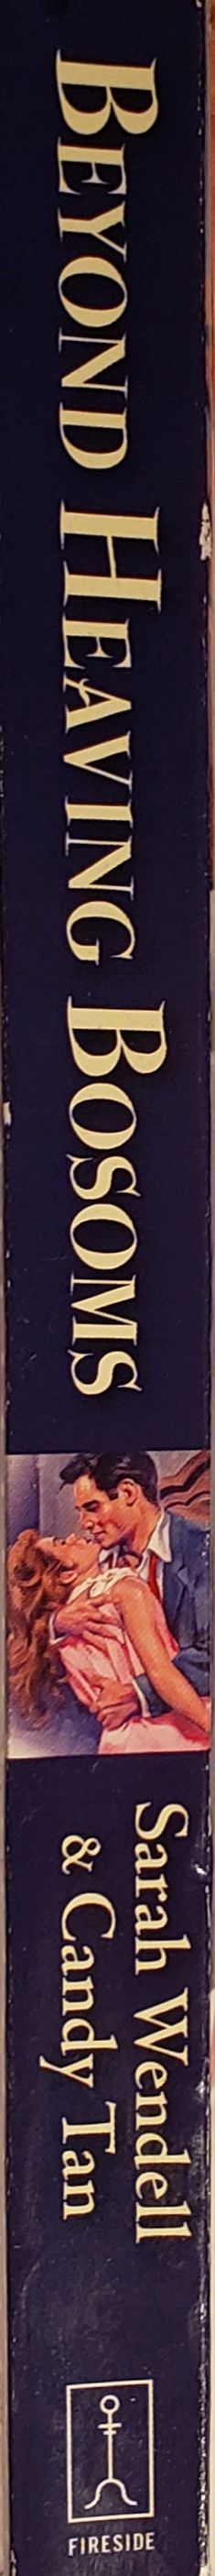 BEYOND HEAVING BOSOMS
Sarah Wendell
& Candy Tan
FIRESIDE